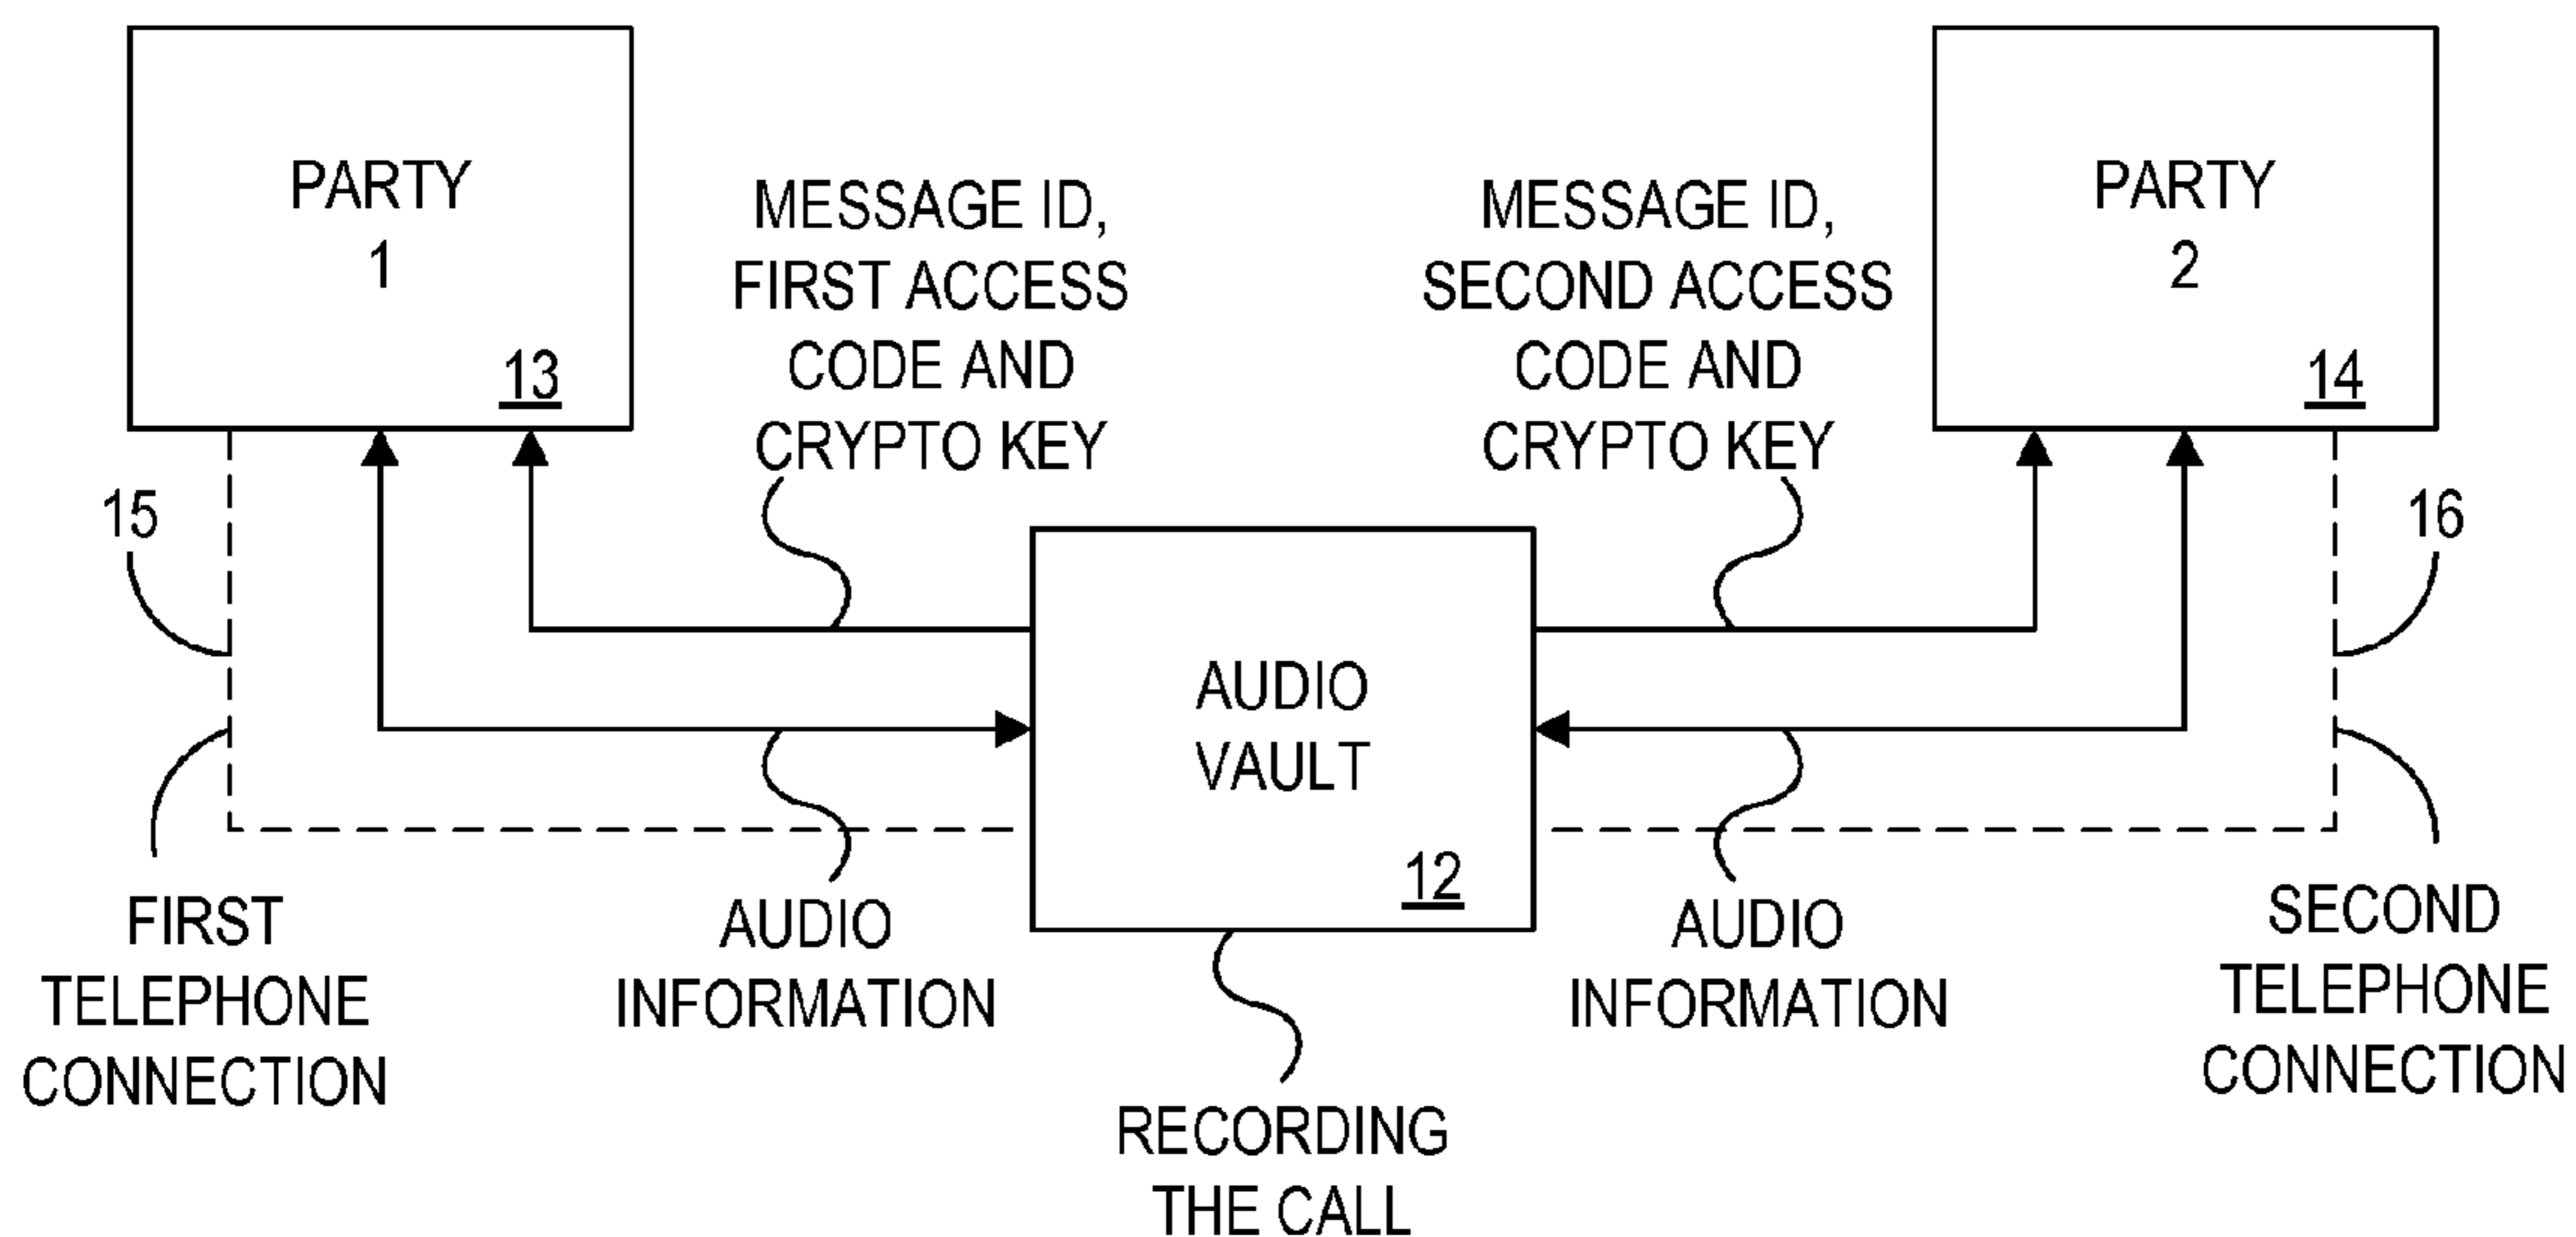 PARTY
1
13
MESSAGE ID,
FIRST ACCESS
CODE AND
CRYPTO KEY
MESSAGE ID,
SECOND ACCESS
CODE AND
CRYPTO KEY
PARTY
2
14
15
16
AUDIO
VAULT
12
FIRST
TELEPHONE
CONNECTION
AUDIO
INFORMATION
RECORDING
THE CALL
AUDIO
INFORMATION
SECOND
TELEPHONE
CONNECTION